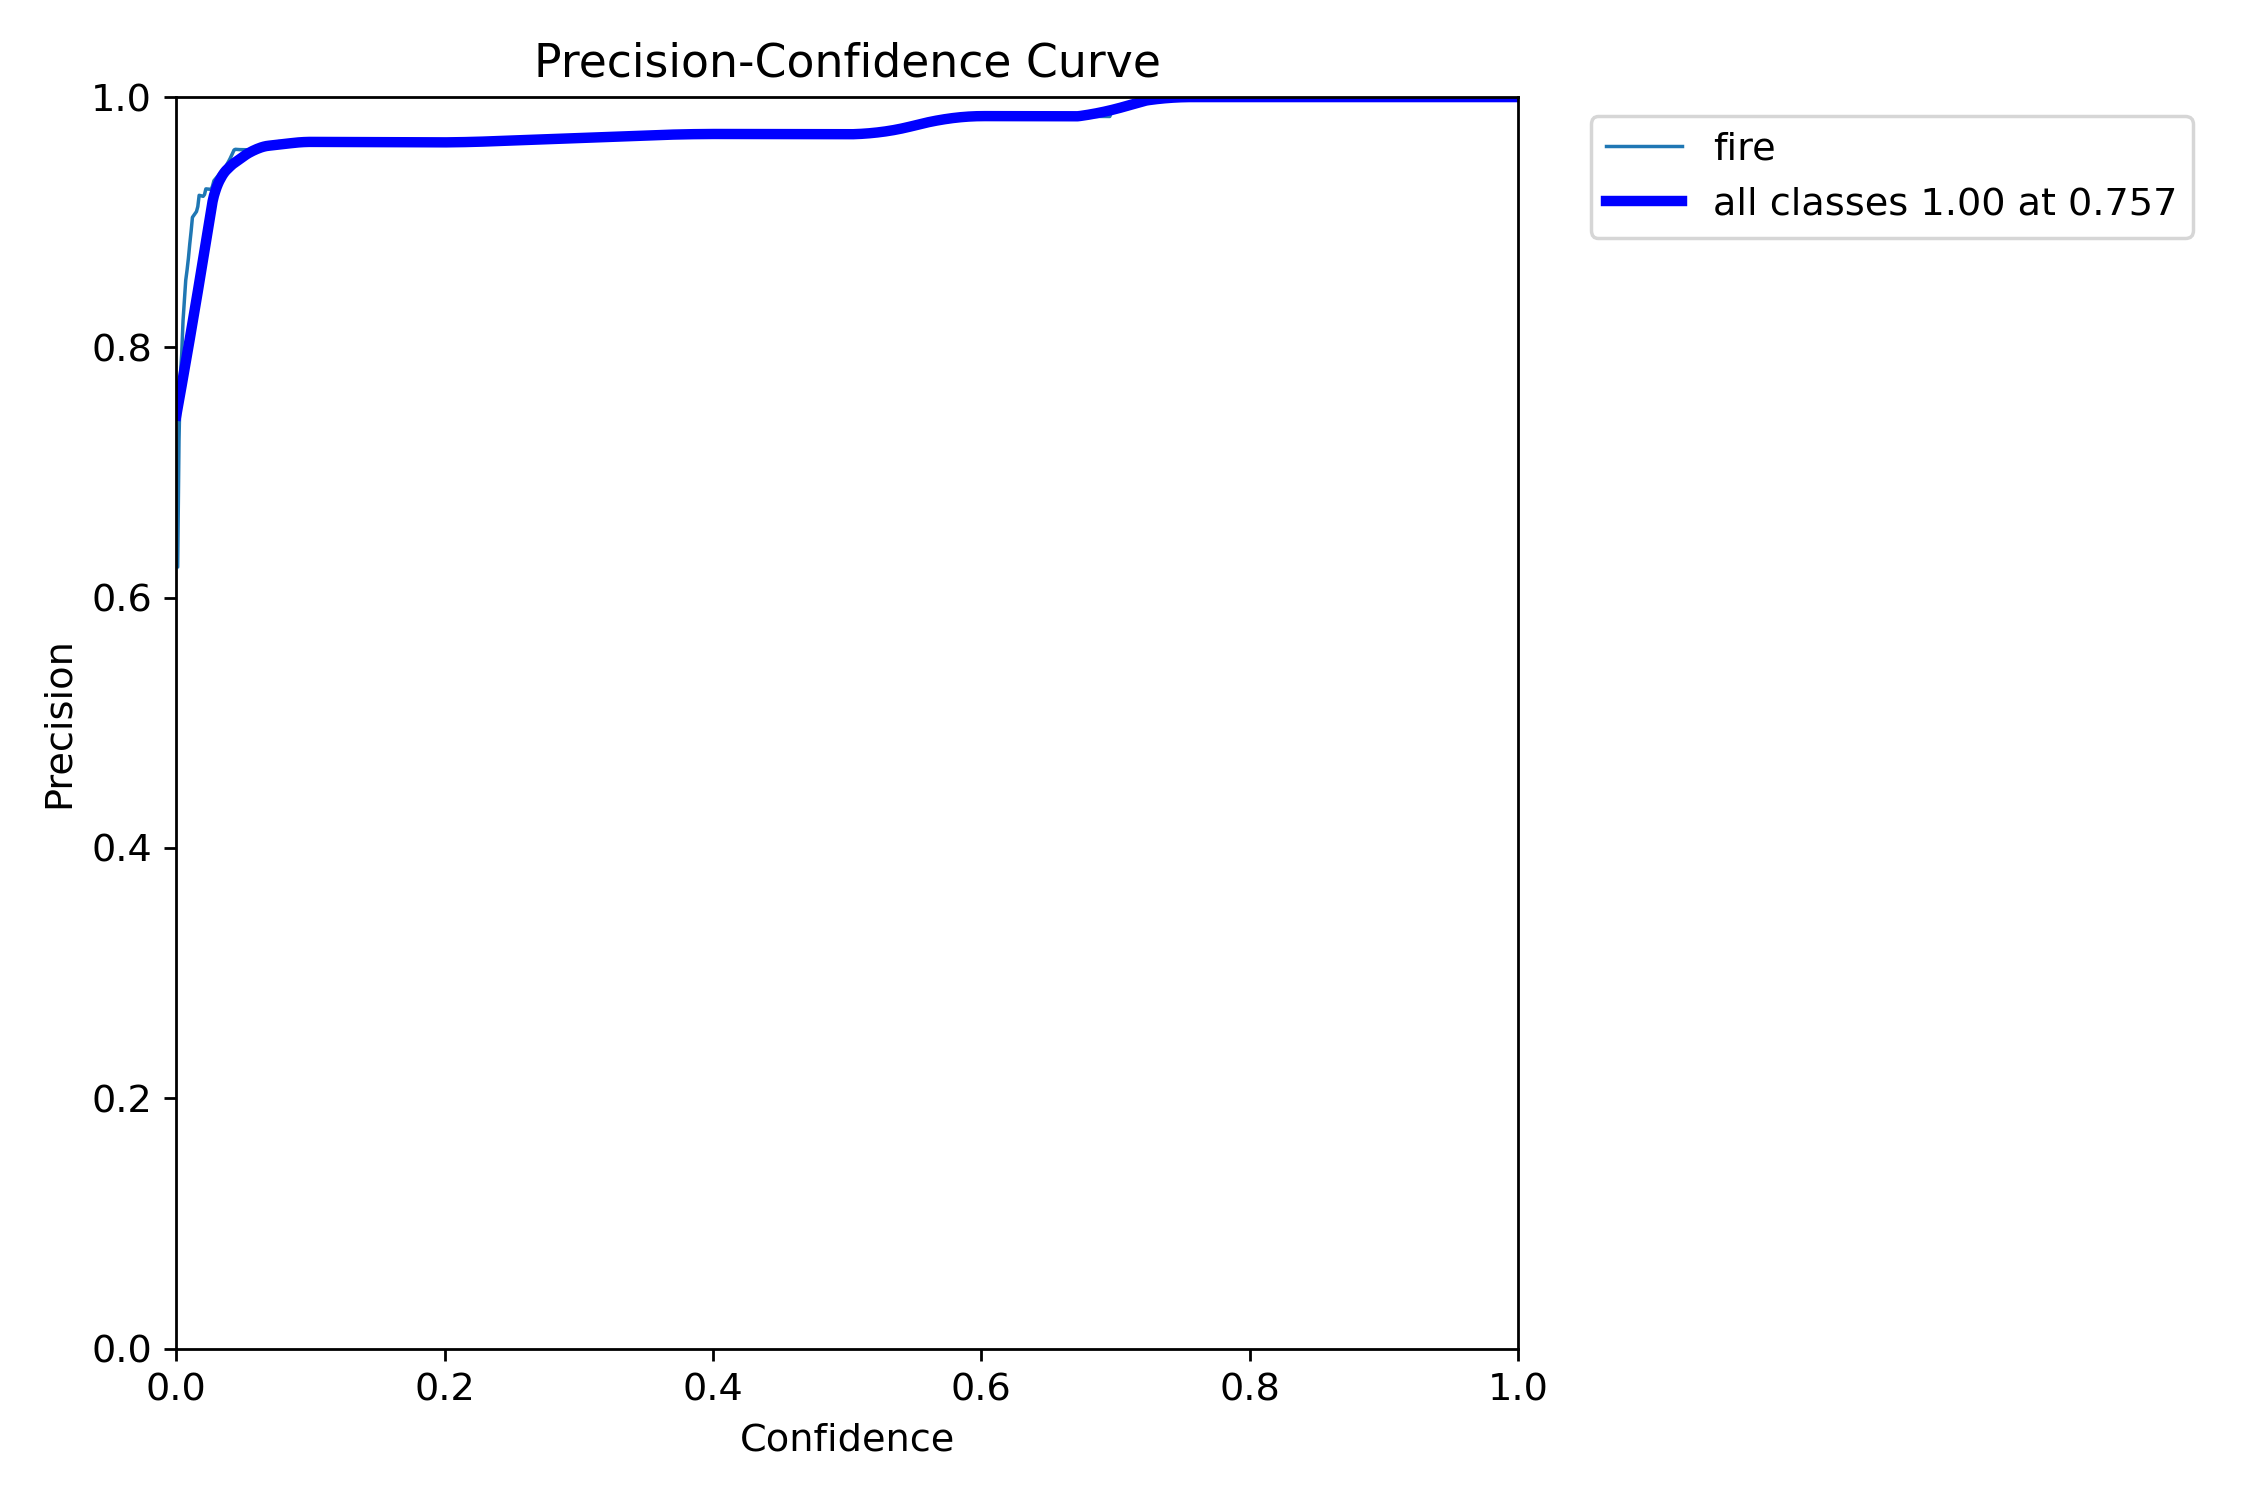 Precision-Confidence Curve
1.0
0.8
0.6
0.4
0.2
0.0
Precision
0.0 0.2 0.4 0.6 0.8 1.0
Confidence
fire
all classes 1.00 at 0.757